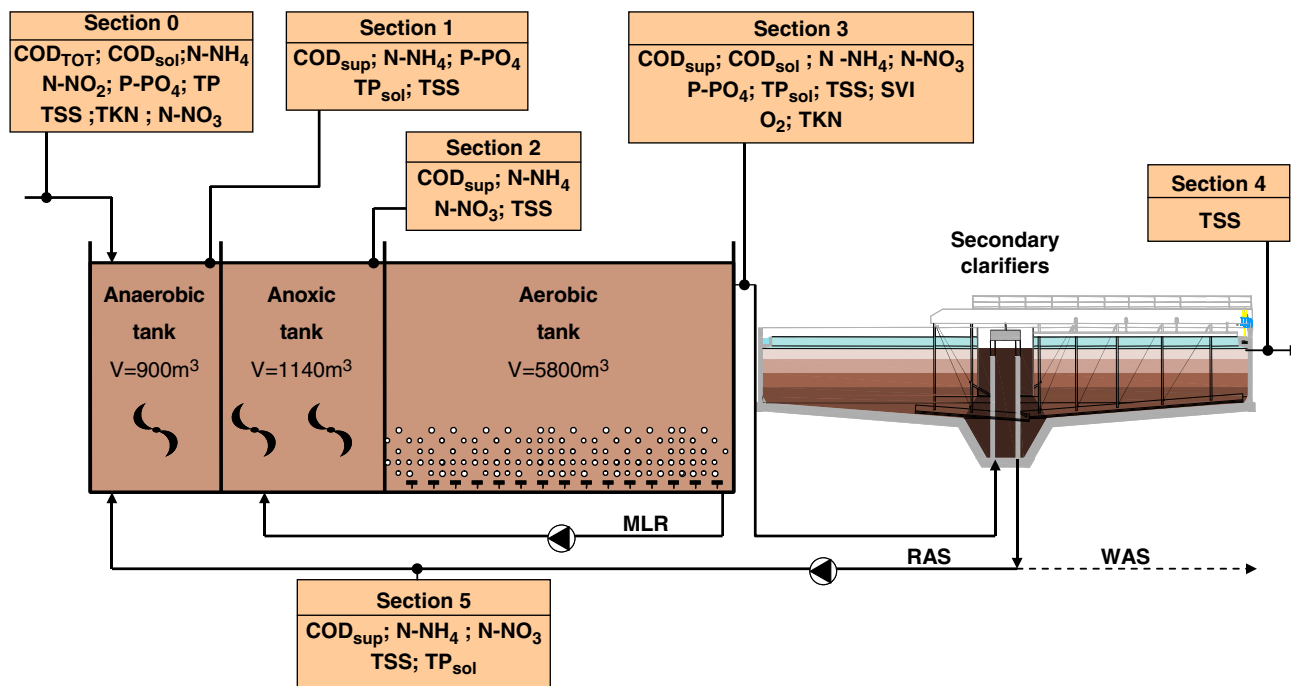 Section 0
COD_TOT; COD_sol;N-NH4
N-NO2; P-PO4; TP
TSS ;TKN ; N-NO3
Section 1
COD_sup; N-NH4; P-PO4
TP_sol; TSS
Section 2
COD_sup; N-NH4
N-NO3; TSS
Section 3
COD_sup; COD_sol ; N -NH4; N-NO3
P-PO4; TP_sol; TSS; SVI
O2; TKN
Section 4
TSS
Secondary
clarifiers
Anaerobic
tank
V=900m³
Anoxic
tank
V=1140m³
Aerobic
tank
V=5800m³
MLR
RAS
WAS
Section 5
COD_sup; N-NH4 ; N-NO3
TSS; TP_sol